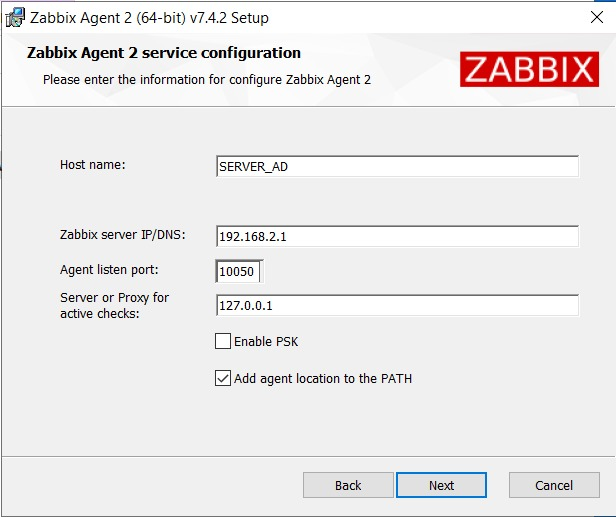 Zabbix Agent 2 (64-bit) v7.4.2 Setup
Zabbix Agent 2 service configuration
Please enter the information for configure Zabbix Agent 2
ZABBIX
Host name:
SERVER_AD
Zabbix server IP/DNS:
192.168.2.1
Agent listen port:
10050
Server or Proxy for
active checks:
127.0.0.1
Enable PSK
Add agent location to the PATH
Back
Next
Cancel